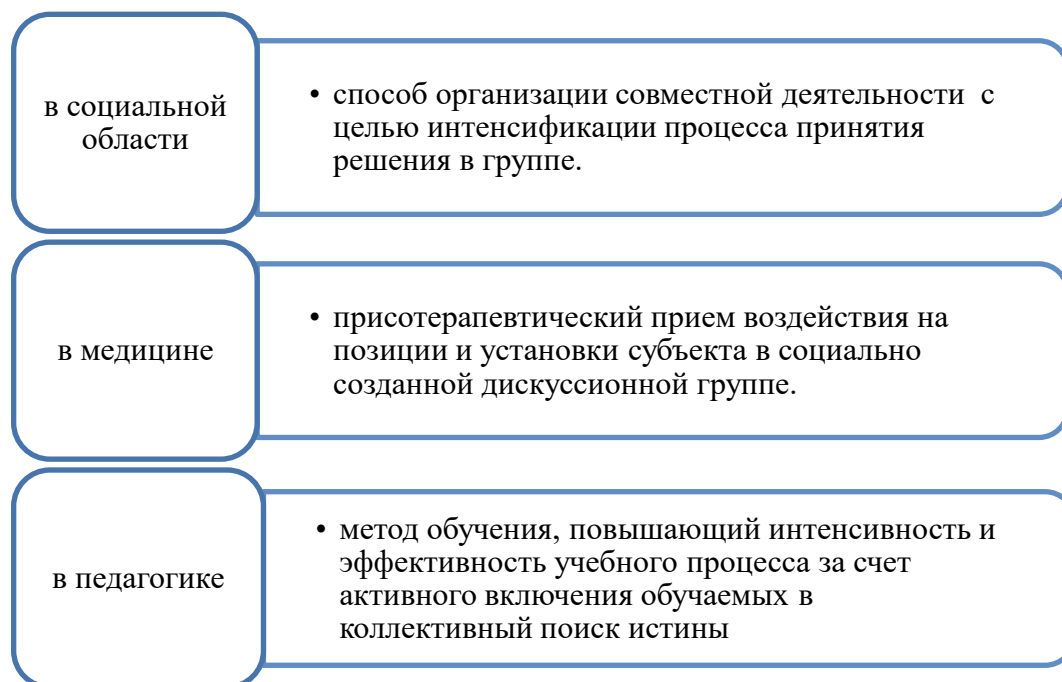 в социальной
области
• способ организации совместной деятельности с
целью интенсификации процесса принятия
решения в группе.
в медицине
• присотерапевтический прием воздействия на
позиции и установки субъекта в социально
созданной дискуссионной группе.
в педагогике
• метод обучения, повышающий интенсивность и
эффективность учебного процесса за счет
активного включения обучаемых в
коллективный поиск истины